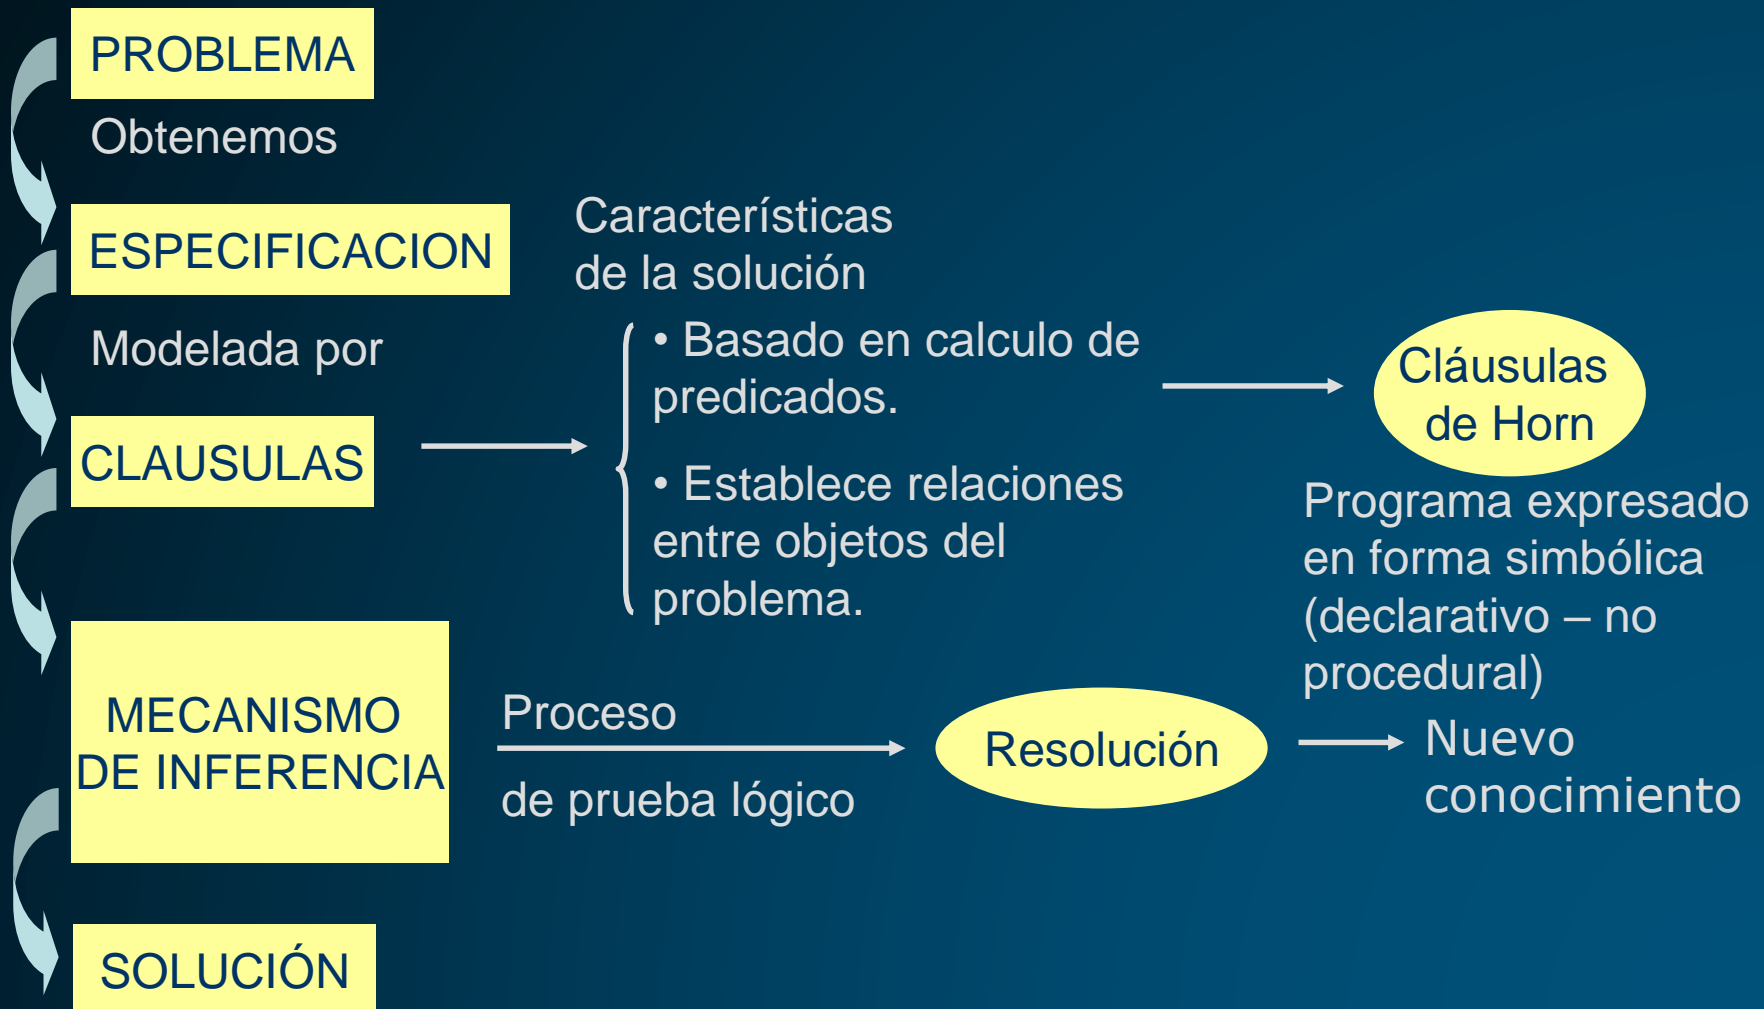 PROBLEMA
Obtenemos
ESPECIFICACION
Características
de la solución
Modelada por
CLAUSULAS
• Basado en calculo de
predicados.
• Establece relaciones
entre objetos del
problema.
Cláusulas
de Horn
Programa expresado
en forma simbólica
(declarativo – no
procedural)
MECANISMO
DE INFERENCIA
Proceso
de prueba lógico
Resolución
Nuevo
conocimiento
SOLUCIÓN